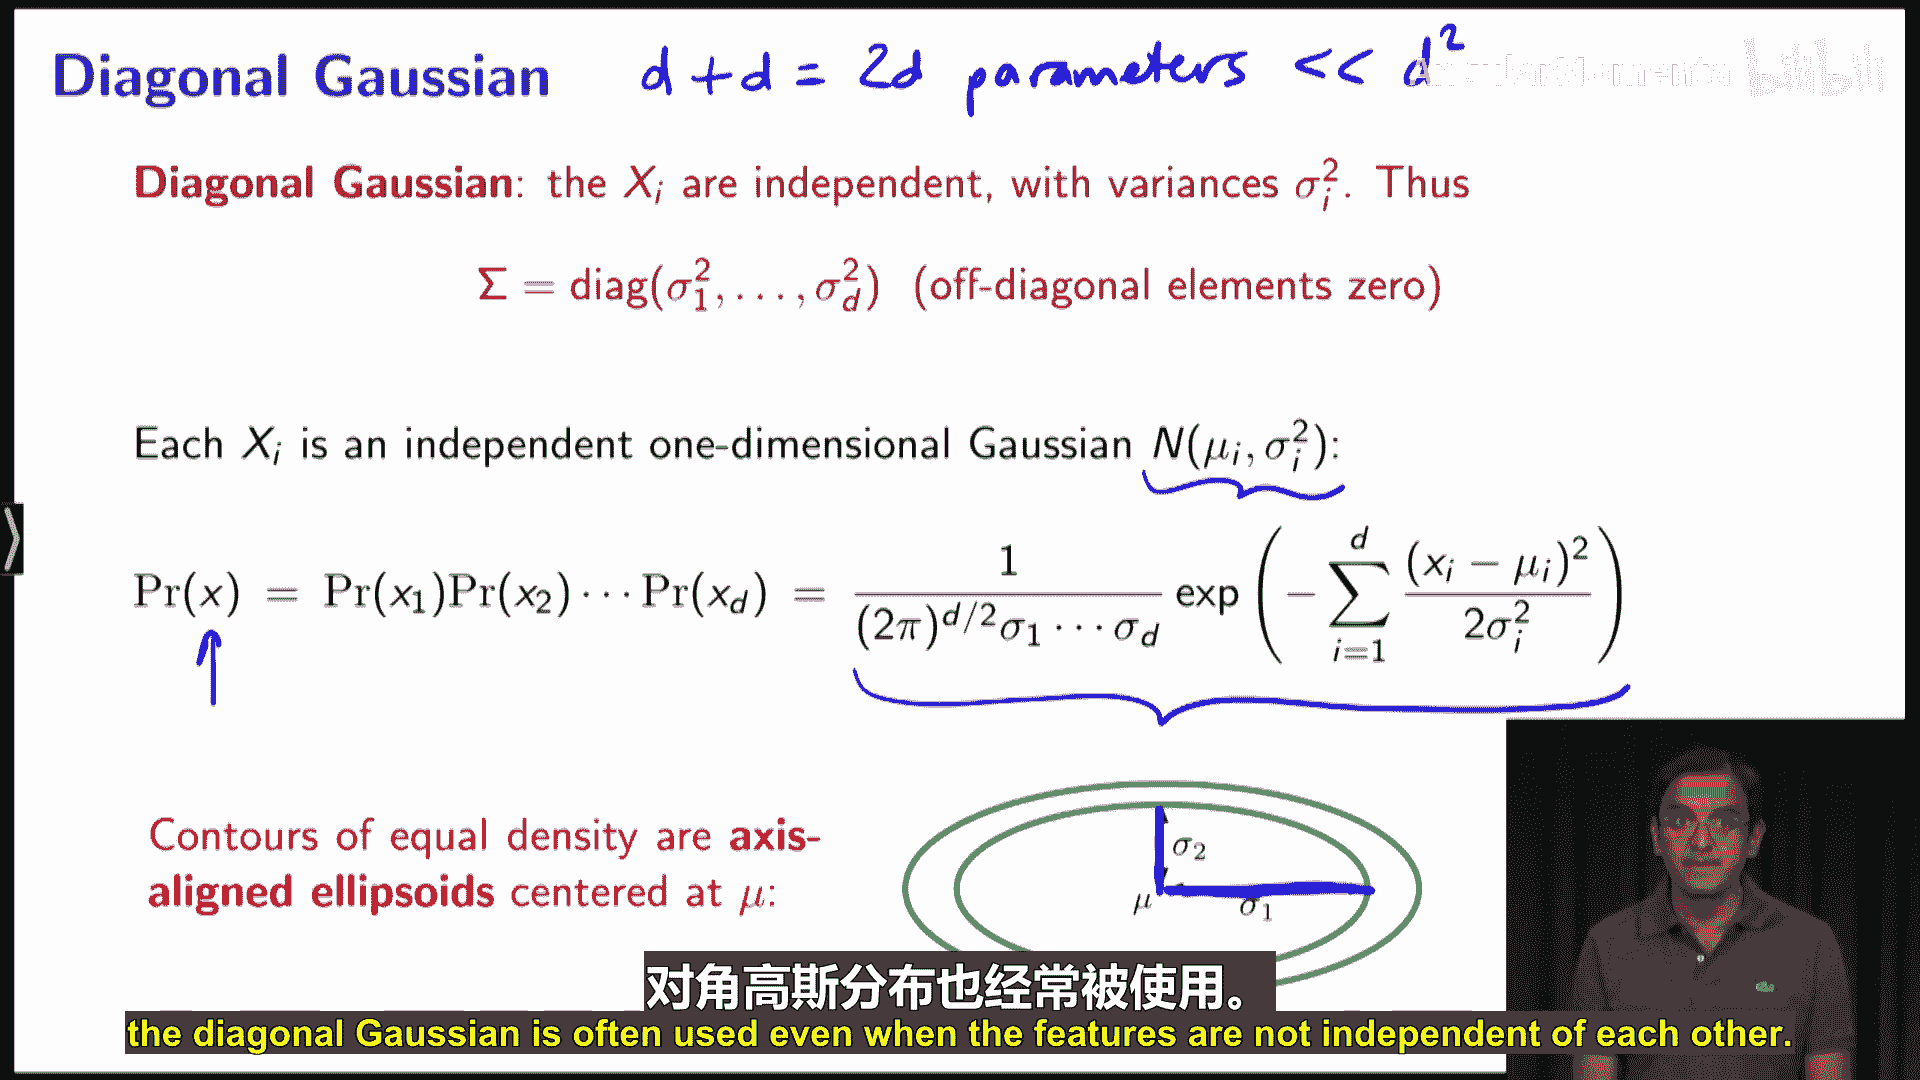 Diagonal Gaussian d + d = 2d parameters << d²
Diagonal Gaussian: the Xᵢ are independent, with variances σᵢ². Thus
Σ = diag(σ₁², . . . , σ_d²) (off-diagonal elements zero)
Each Xᵢ is an independent one-dimensional Gaussian N(μᵢ, σᵢ²):
Pr(x) = Pr(x₁)Pr(x₂) · · · Pr(x_d) = 1 / ((2π)^{d/2} σ₁ · · · σ_d) exp ( − ∑_{i=1}^{d} (xᵢ − μᵢ)² / 2σᵢ² )
Contours of equal density are axis-
aligned ellipsoids centered at μ:
σ₂
μ
σ₁
对角高斯分布也经常被使用。
the diagonal Gaussian is often used even when the features are not independent of each other.